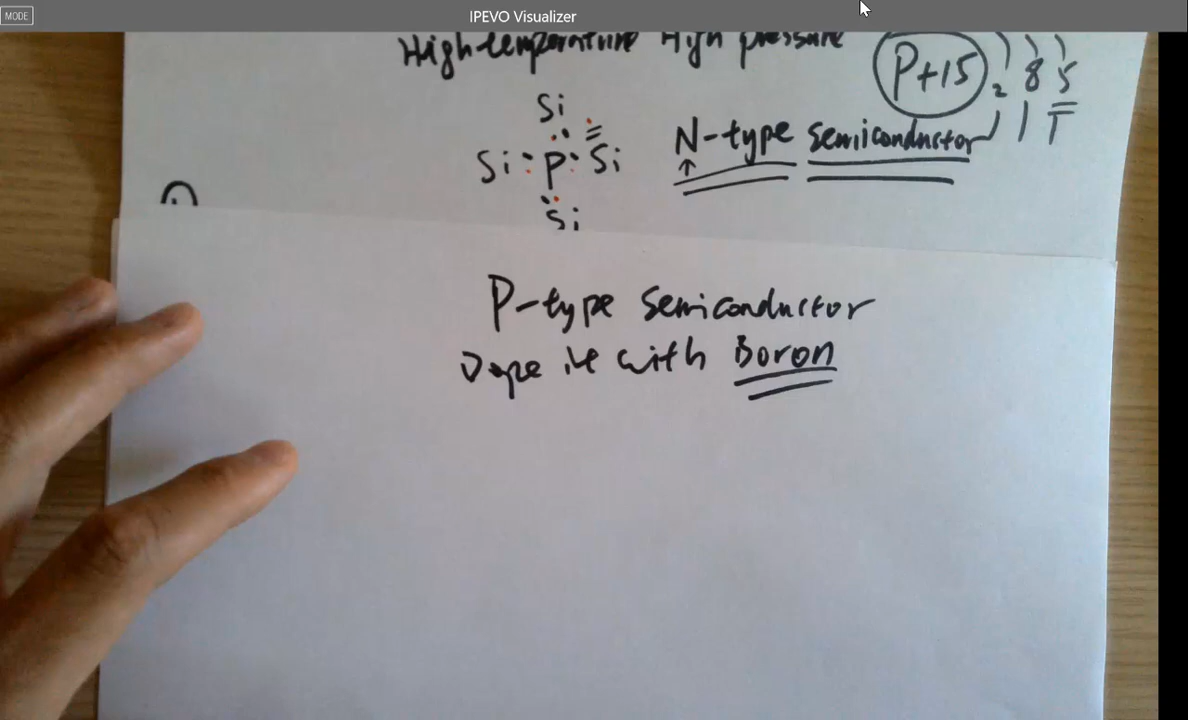 MODE
IPEVO Visualizer
High-temperature High pressure
P+15 2 8 5
Si
Si P Si
Si
N-type semiconductor
P-type semiconductor
Dope it with Boron